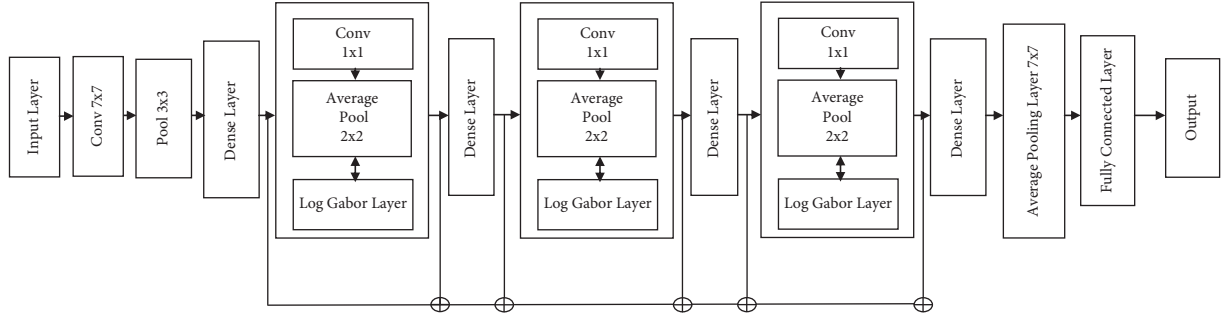 Input Layer
Conv 7x7
Pool 3x3
Dense Layer
Conv
1x1
Average
Pool
2x2
Log Gabor Layer
Dense Layer
Conv
1x1
Average
Pool
2x2
Log Gabor Layer
Dense Layer
Conv
1x1
Average
Pool
2x2
Log Gabor Layer
Dense Layer
Average Pooling Layer 7x7
Fully Connected Layer
Output